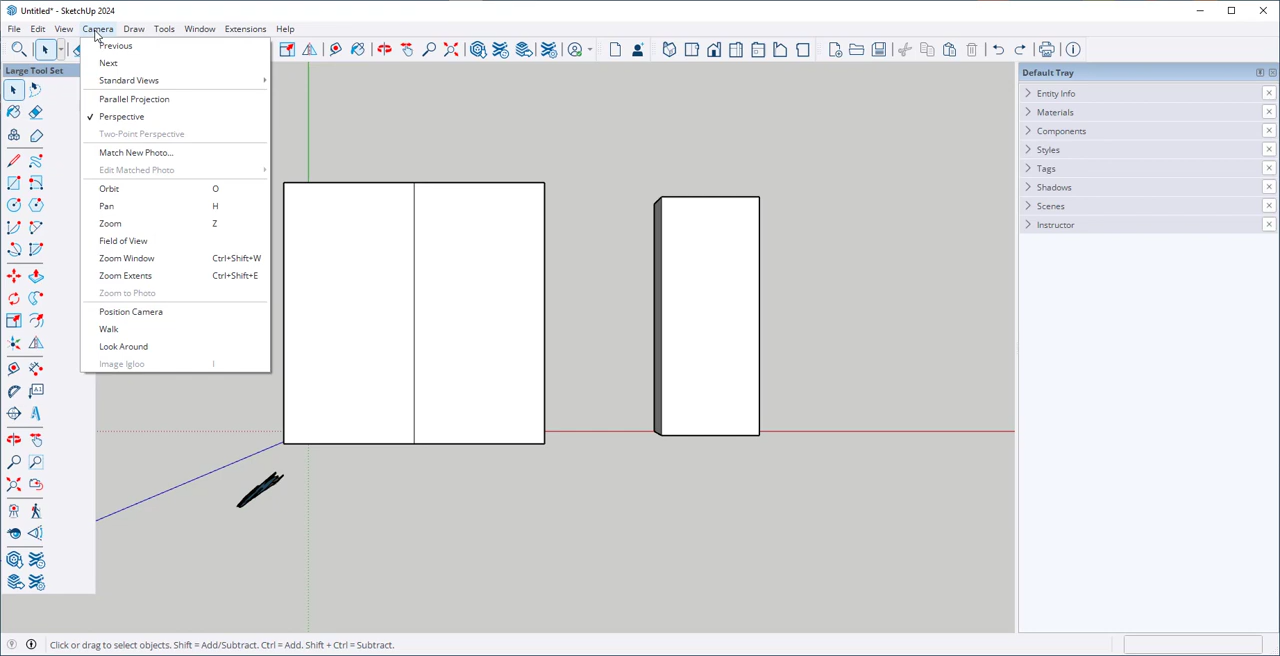 Untitled* - SketchUp 2024
File Edit View Camera Draw Tools Window Extensions Help
Large Tool Set
Previous
Next
Standard Views
Parallel Projection
✓ Perspective
Two-Point Perspective
Match New Photo...
Edit Matched Photo
Orbit O
Pan H
Zoom Z
Field of View
Zoom Window Ctrl+Shift+W
Zoom Extents Ctrl+Shift+E
Zoom to Photo
Position Camera
Walk
Look Around
Image Igloo I
Default Tray
Entity Info
Materials
Components
Styles
Tags
Shadows
Scenes
Instructor
Click or drag to select objects. Shift = Add/Subtract. Ctrl = Add. Shift + Ctrl = Subtract.